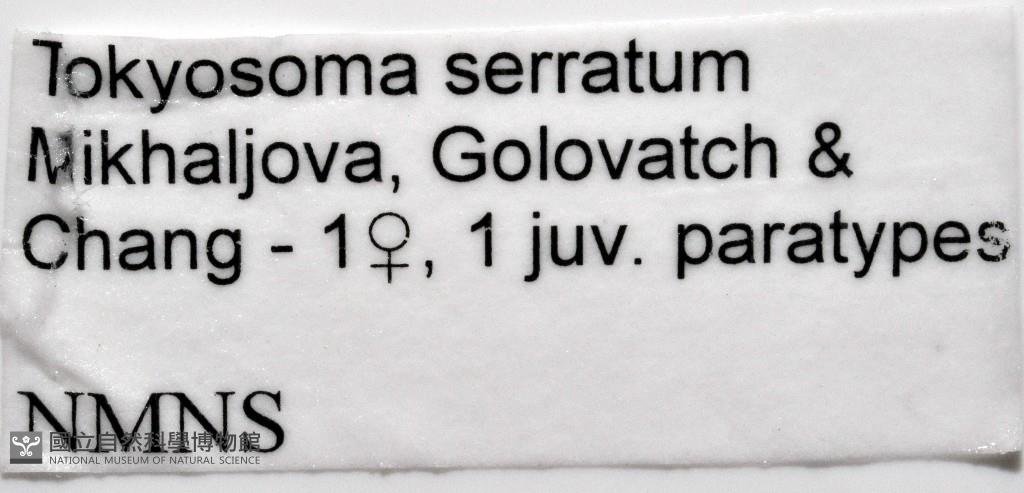 Tokyosoma serratum
Mikhaljova, Golovatch &
Chang - 1♀, 1 juv. paratypes
NMNS
國立自然科學博物館
NATIONAL MUSEUM OF NATURAL SCIENCE